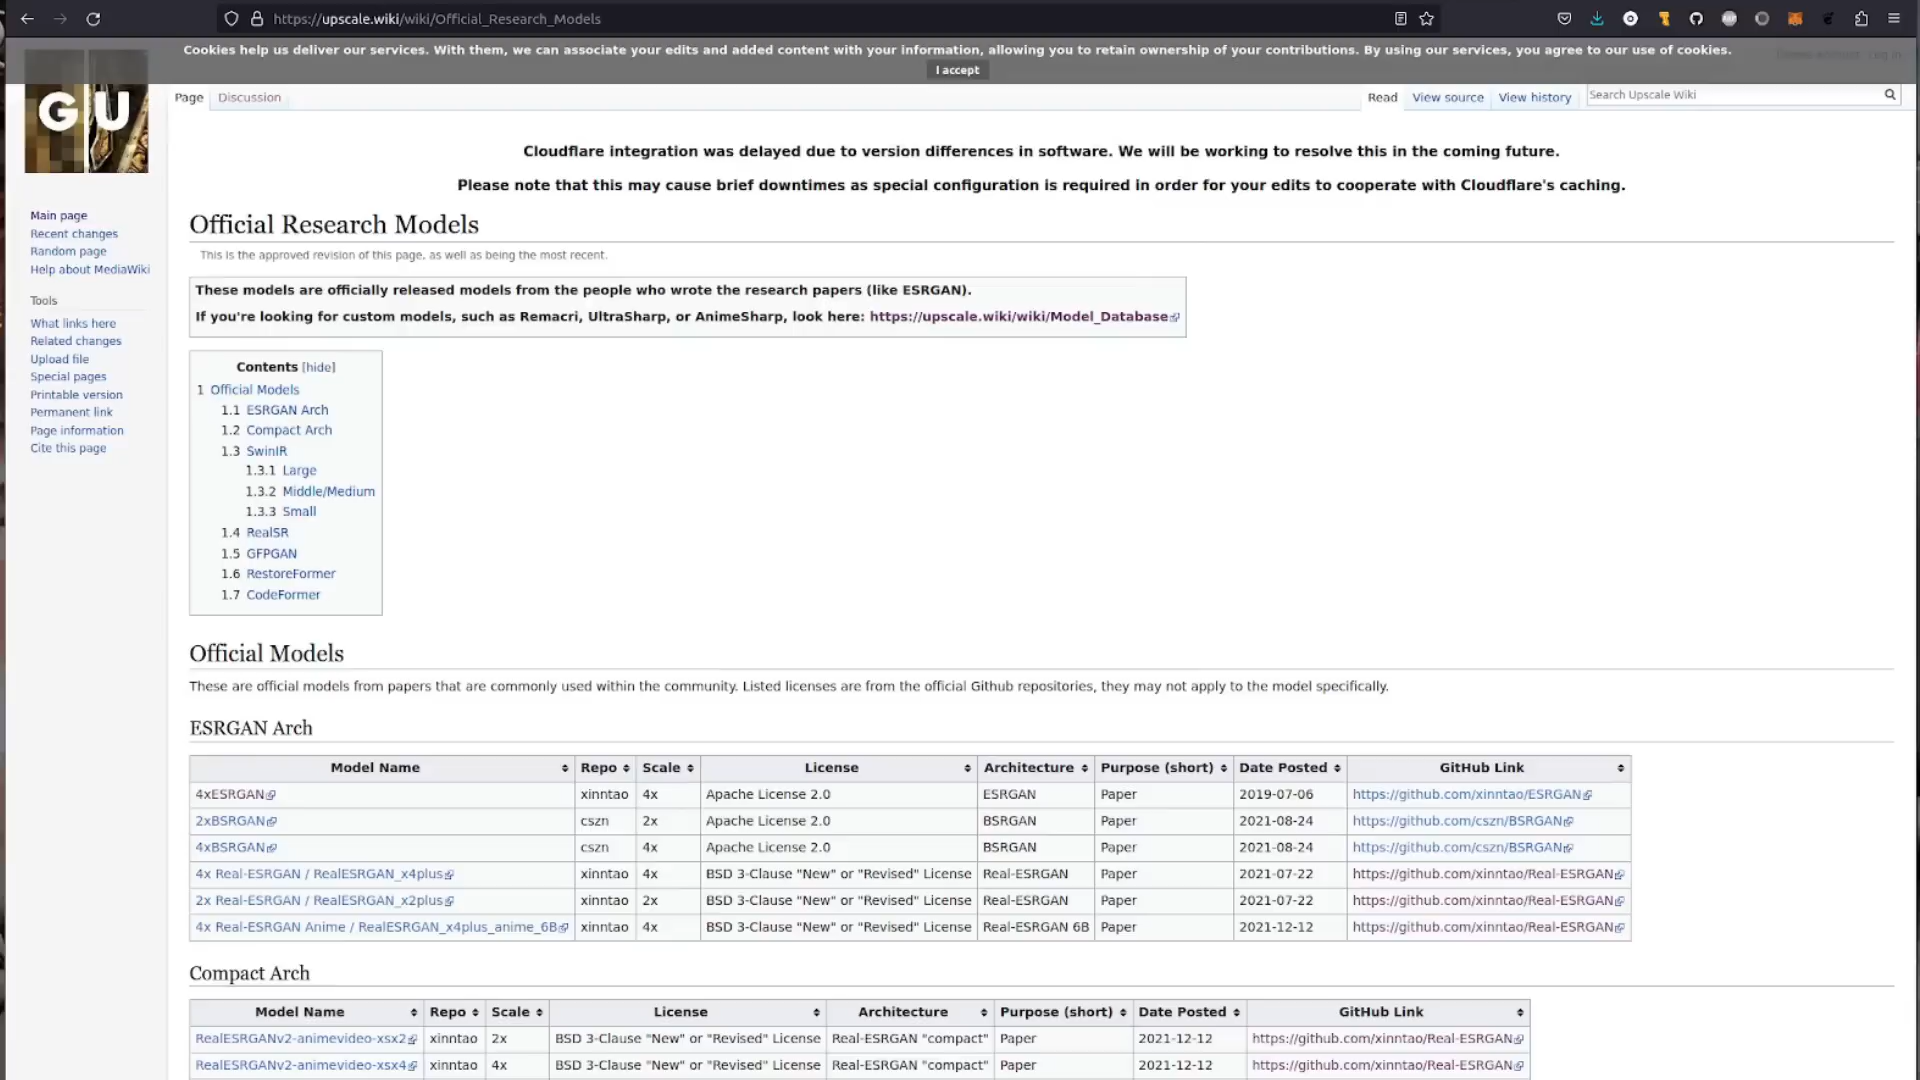 https://upscale.wiki/wiki/Official_Research_Models
Cookies help us deliver our services. With them, we can associate your edits and added content with your information, allowing you to retain ownership of your contributions. By using our services, you agree to our use of cookies.
I accept
GU
Page Discussion Read View source View history Search Upscale Wiki
Cloudflare integration was delayed due to version differences in software. We will be working to resolve this in the coming future.
Please note that this may cause brief downtimes as special configuration is required in order for your edits to cooperate with Cloudflare's caching.
Main page
Recent changes
Random page
Help about MediaWiki
Tools
What links here
Related changes
Upload file
Special pages
Printable version
Permanent link
Page information
Cite this page
Official Research Models
This is the approved revision of this page, as well as being the most recent.
These models are officially released models from the people who wrote the research papers (like ESRGAN).
If you're looking for custom models, such as Remacri, UltraSharp, or AnimeSharp, look here: https://upscale.wiki/wiki/Model_Database
Contents [hide]
1 Official Models
1.1 ESRGAN Arch
1.2 Compact Arch
1.3 SwinIR
1.3.1 Large
1.3.2 Middle/Medium
1.3.3 Small
1.4 RealSR
1.5 GFPGAN
1.6 RestoreFormer
1.7 CodeFormer
Official Models
These are official models from papers that are commonly used within the community. Listed licenses are from the official Github repositories, they may not apply to the model specifically.
ESRGAN Arch
Model Name Repo Scale License Architecture Purpose (short) Date Posted GitHub Link
4xESRGAN xinntao 4x Apache License 2.0 ESRGAN Paper 2019-07-06 https://github.com/xinntao/ESRGAN
2xBSRGAN cszn 2x Apache License 2.0 BSRGAN Paper 2021-08-24 https://github.com/cszn/BSRGAN
4xBSRGAN cszn 4x Apache License 2.0 BSRGAN Paper 2021-08-24 https://github.com/cszn/BSRGAN
4x Real-ESRGAN / RealESRGAN_x4plus xinntao 4x BSD 3-Clause "New" or "Revised" License Real-ESRGAN Paper 2021-07-22 https://github.com/xinntao/Real-ESRGAN
2x Real-ESRGAN / RealESRGAN_x2plus xinntao 2x BSD 3-Clause "New" or "Revised" License Real-ESRGAN Paper 2021-07-22 https://github.com/xinntao/Real-ESRGAN
4x Real-ESRGAN Anime / RealESRGAN_x4plus_anime_6B xinntao 4x BSD 3-Clause "New" or "Revised" License Real-ESRGAN 6B Paper 2021-12-12 https://github.com/xinntao/Real-ESRGAN
Compact Arch
Model Name Repo Scale License Architecture Purpose (short) Date Posted GitHub Link
RealESRGANv2-animevideo-xsx2 xinntao 2x BSD 3-Clause "New" or "Revised" License Real-ESRGAN "compact" Paper 2021-12-12 https://github.com/xinntao/Real-ESRGAN
RealESRGANv2-animevideo-xsx4 xinntao 4x BSD 3-Clause "New" or "Revised" License Real-ESRGAN "compact" Paper 2021-12-12 https://github.com/xinntao/Real-ESRGAN